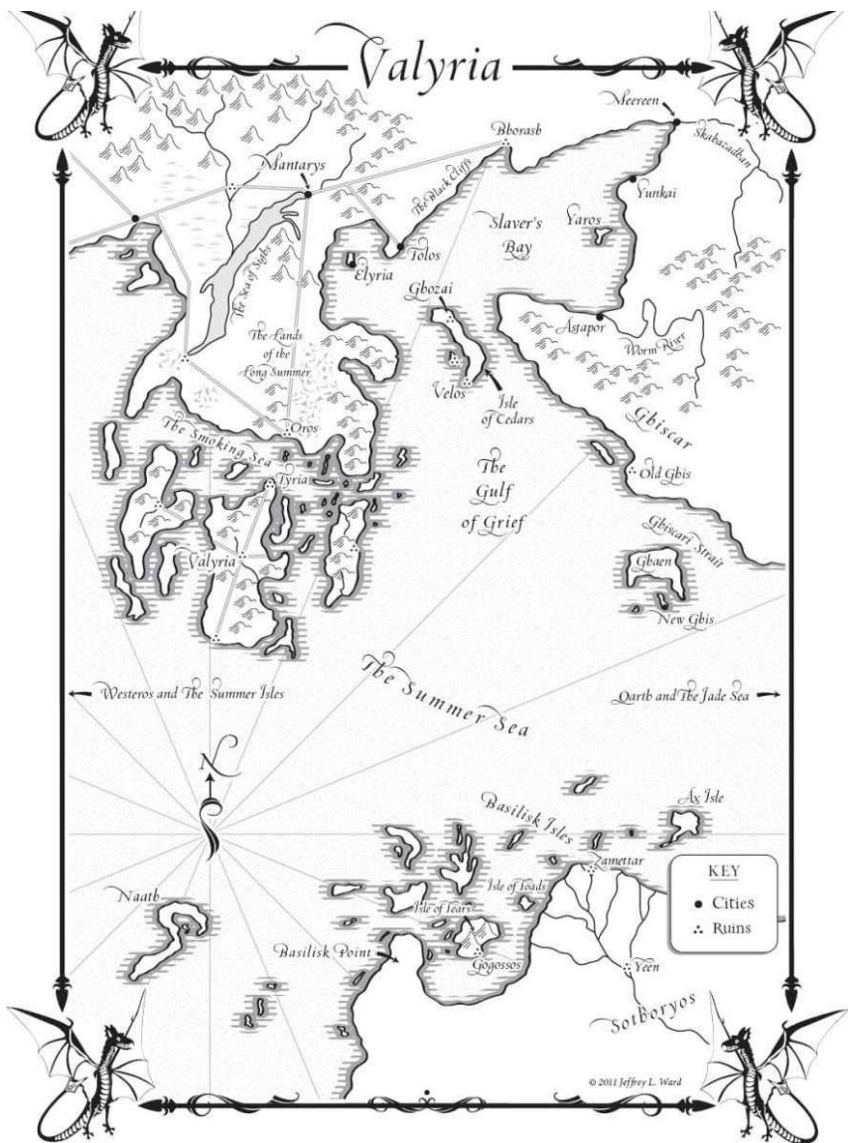 Valyria
Meereen
Bhorash
Skahazadhan
Mantarys
The Black Cliffs
Yunkai
Slaver's
Bay
Yaros
Tolos
Elyria
Ghozai
The Sea of Sighs
Astapor
The Lands
of the
Long Summer
Worm River
Velos
Isle
of Cedars
Ghiscar
Oros
The Smoking Sea
The
Gulf
of Grief
Old Ghis
Tyria
Ghiscari Strait
Valyria
Ghaen
New Ghis
The Summer Sea
Westeros and The Summer Isles
Qarth and The Jade Sea
N
Ax Isle
Basilisk Isles
Zamettar
KEY
Cities
Ruins
Naath
Isle of Toads
Isle of Tears
Basilisk Point
Gogossos
Yeen
Sothoryos
© 2011 Jeffrey L. Ward